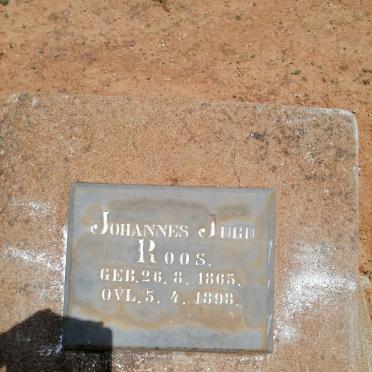 JOHANNES
ROOS.
GEB. 26. 8. 1865.
OVL. 5. 4. 1898.